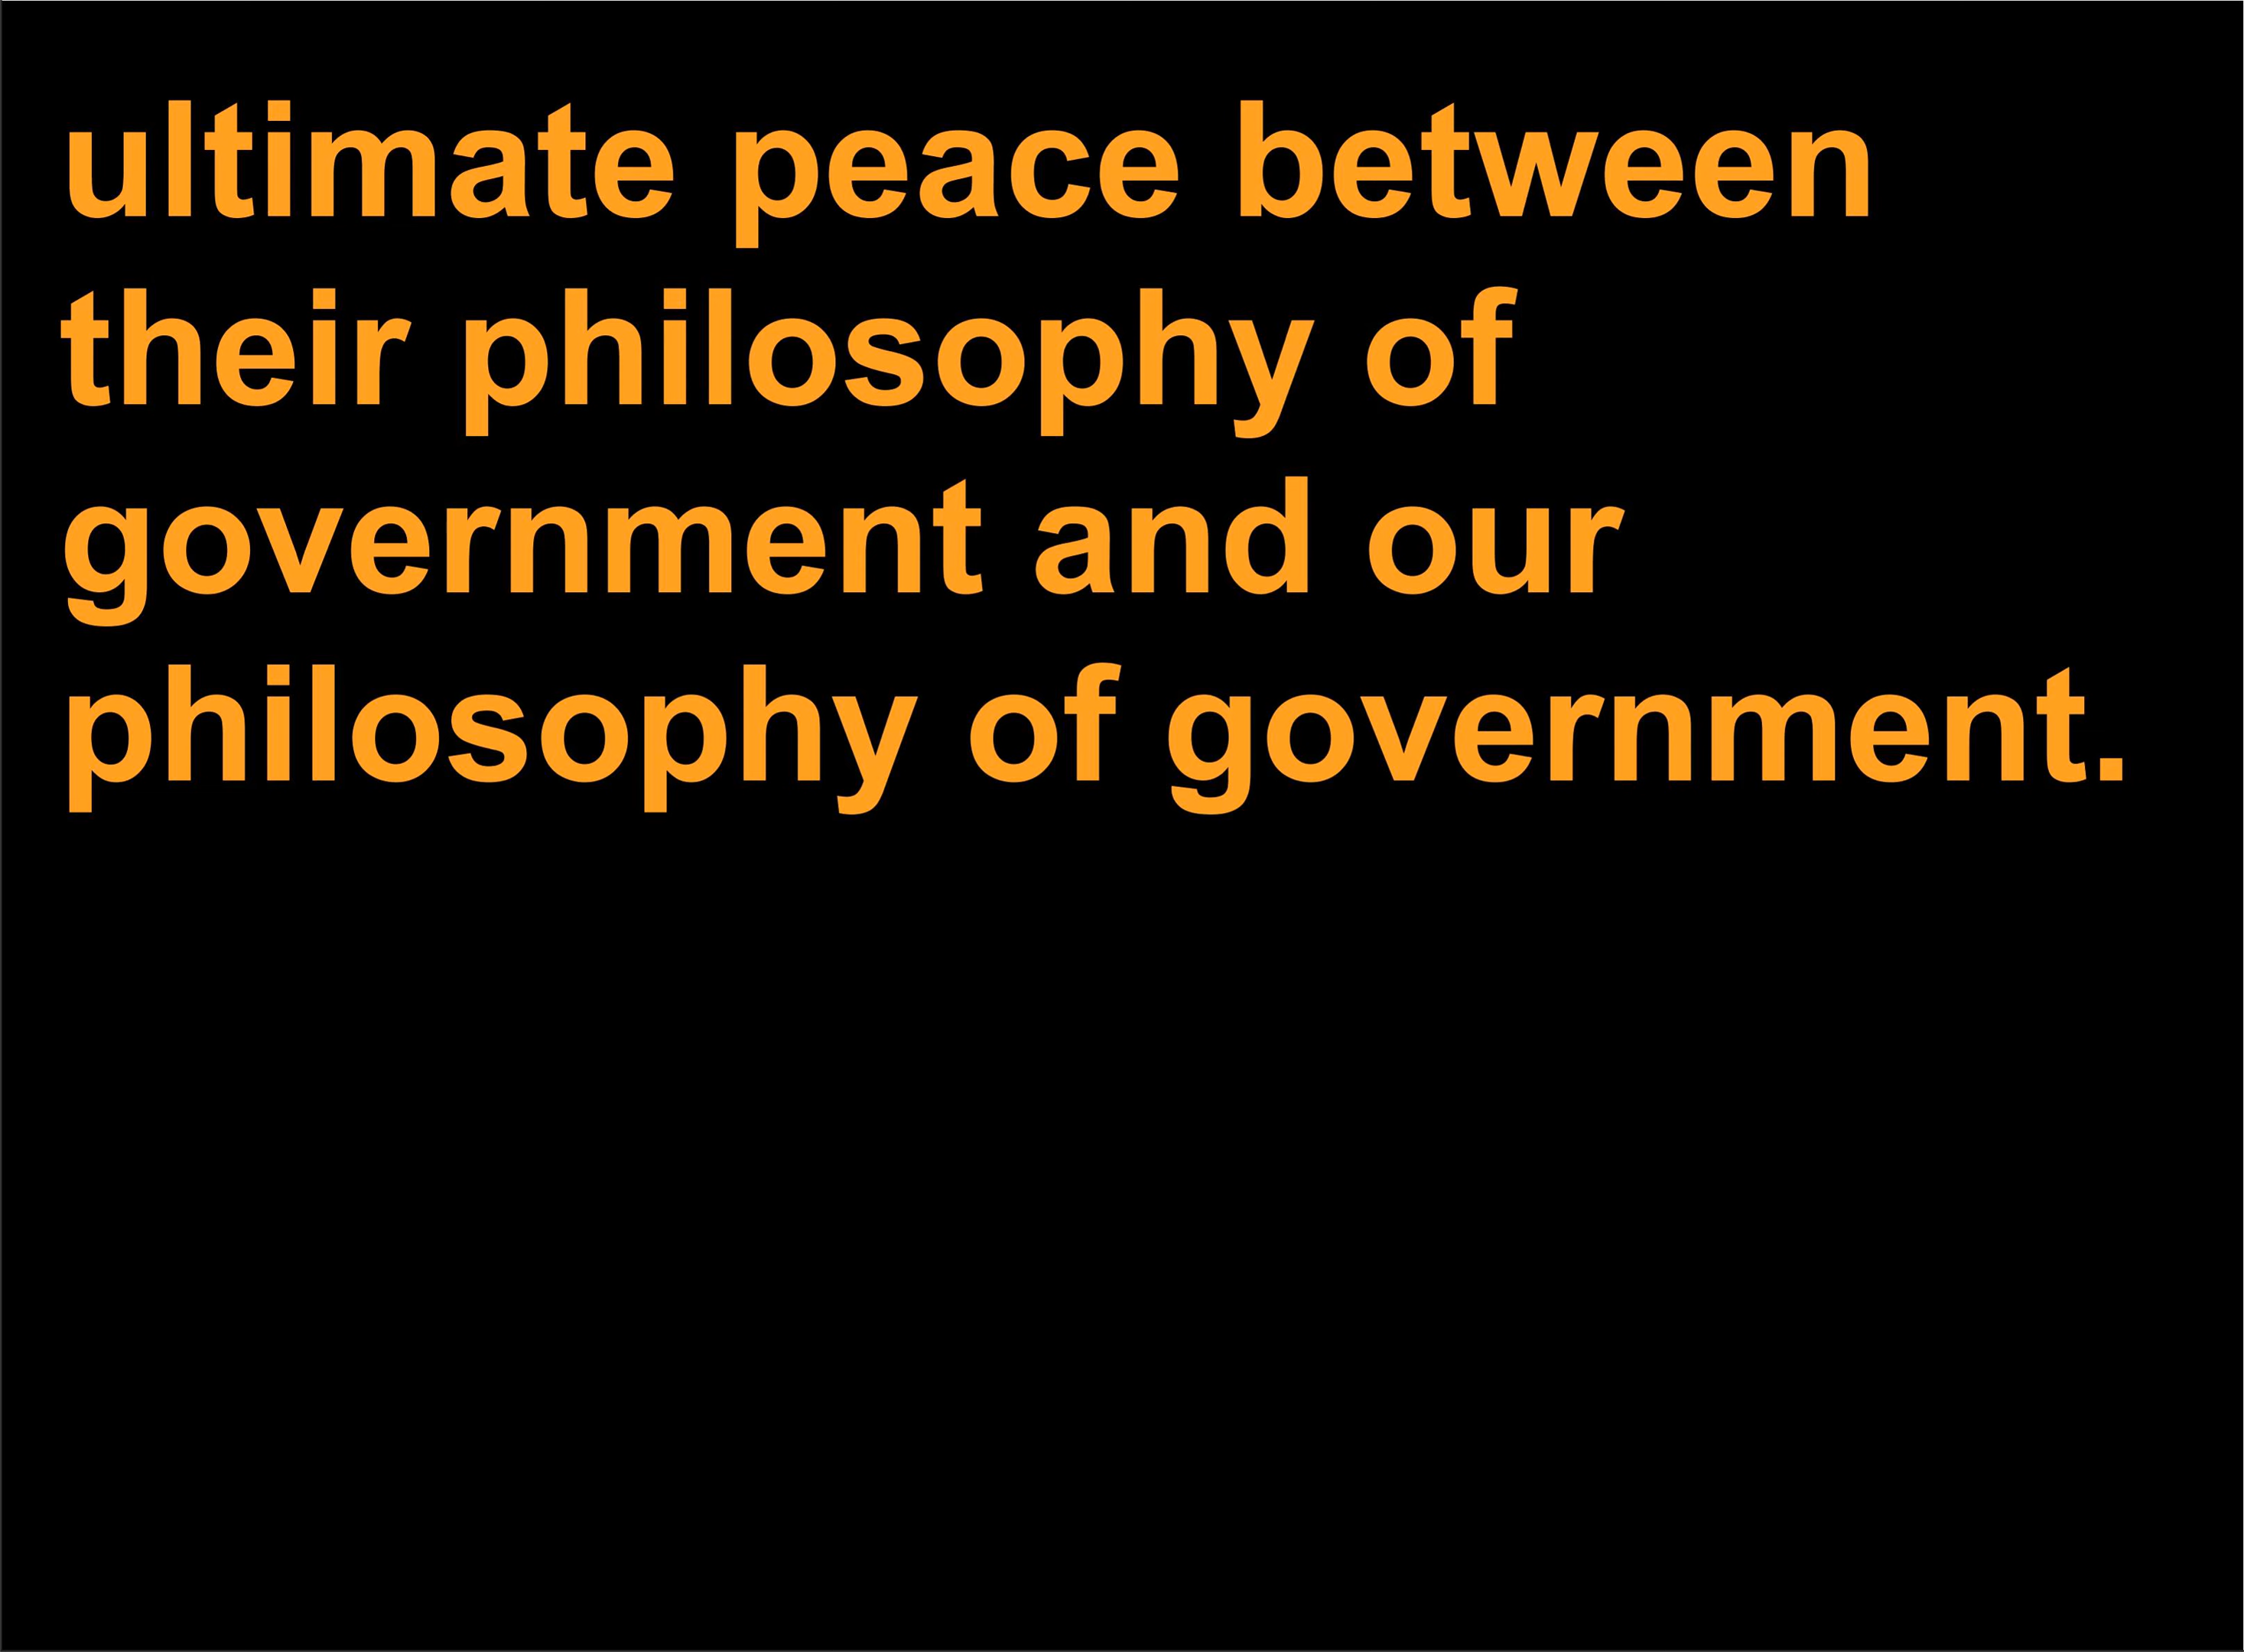 ultimate peace between
their philosophy of
government and our
philosophy of government.